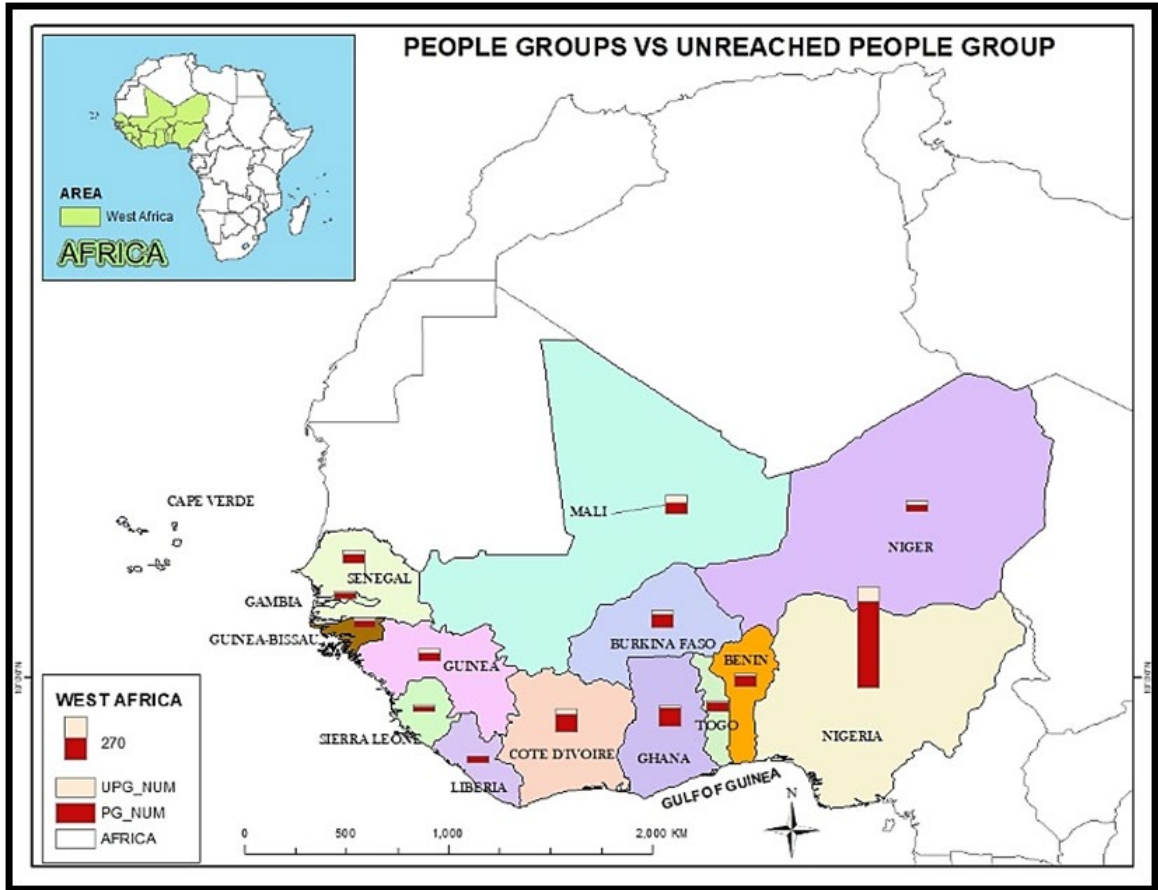 PEOPLE GROUPS VS UNREACHED PEOPLE GROUP
AREA
West Africa
AFRICA
CAPE VERDE
MALI
NIGER
SENEGAL
GAMBIA
GUINEA-BISSAU
BURKINA FASO
GUINEA
BENIN
TOGO
SIERRA LEONE
COTE D'IVOIRE
GHANA
NIGERIA
LIBERIA
GULF OF GUINEA
N
WEST AFRICA
270
UPG_NUM
PG_NUM
AFRICA
0 500 1,000 2,000 KM